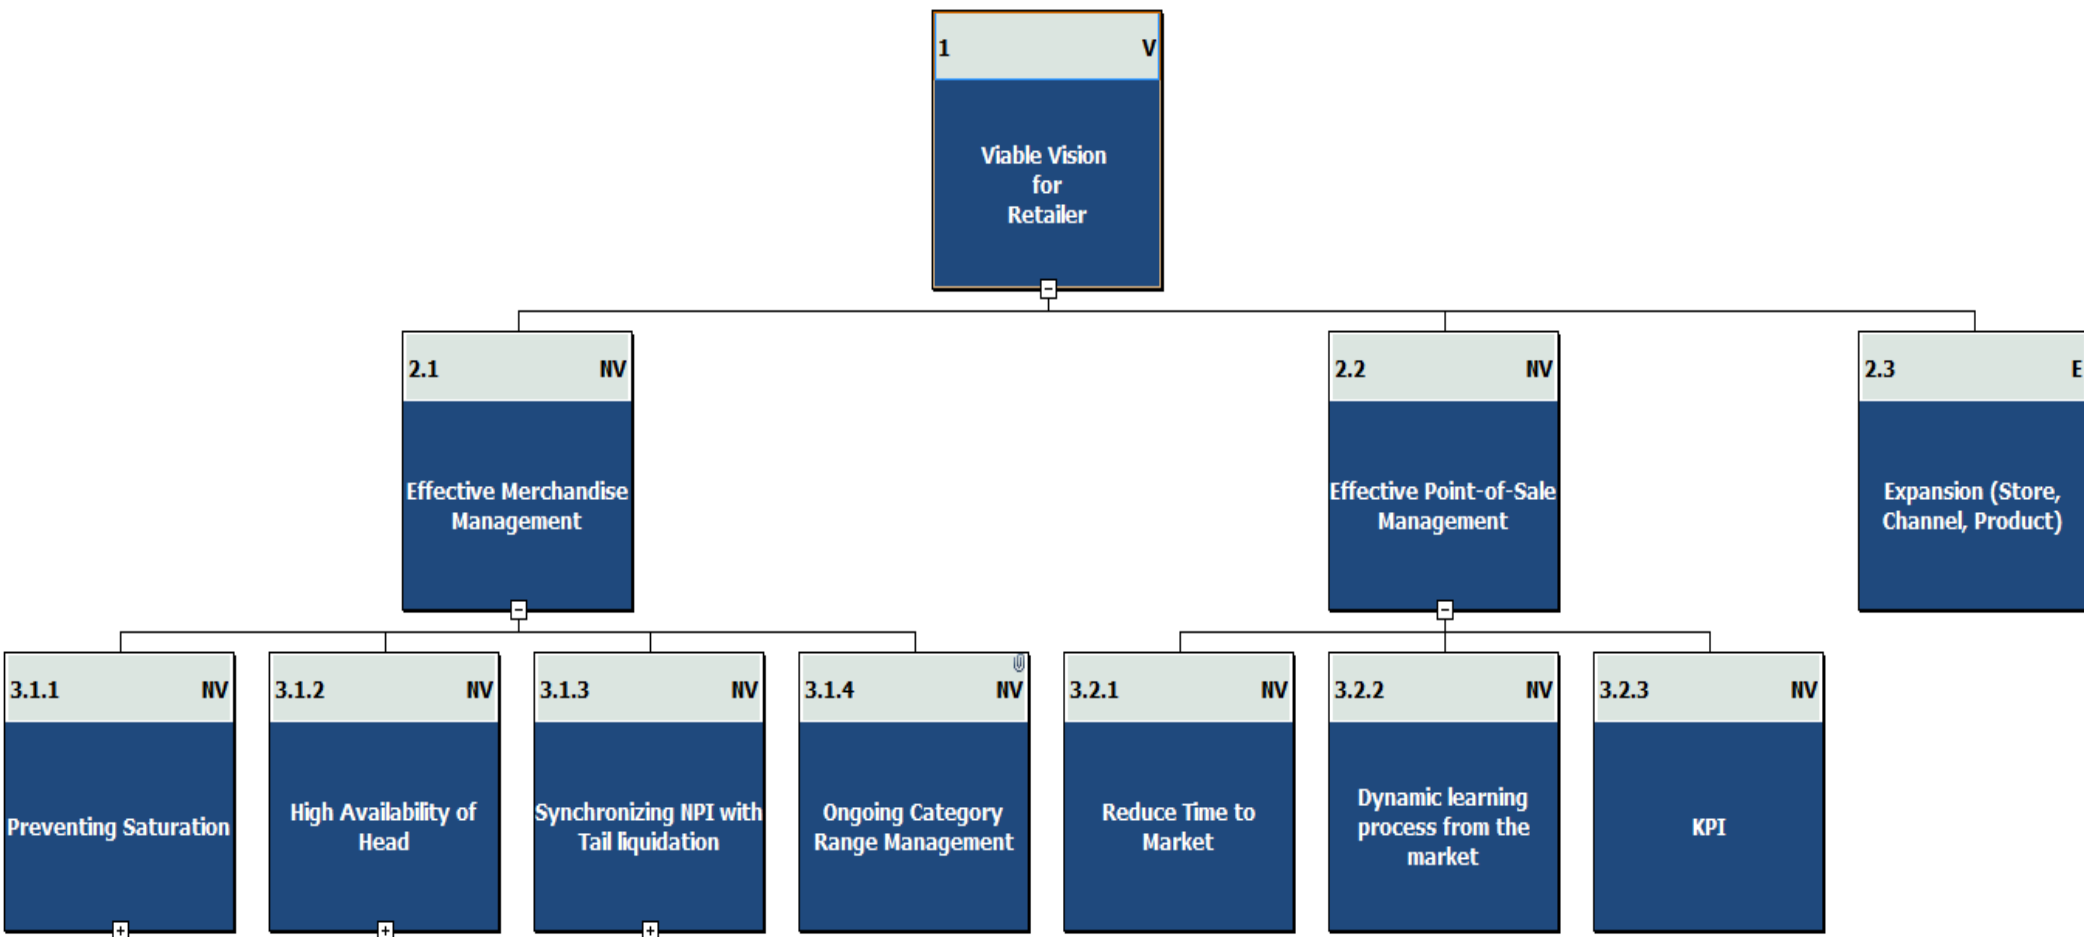 1 V
Viable Vision
for
Retailer
2.1 NV
Effective Merchandise
Management
2.2 NV
Effective Point-of-Sale
Management
2.3 E
Expansion (Store,
Channel, Product)
3.1.1 NV
Preventing Saturation
3.1.2 NV
High Availability of
Head
3.1.3 NV
Synchronizing NPI with
Tail liquidation
3.1.4 NV
Ongoing Category
Range Management
3.2.1 NV
Reduce Time to
Market
3.2.2 NV
Dynamic learning
process from the
market
3.2.3 NV
KPI